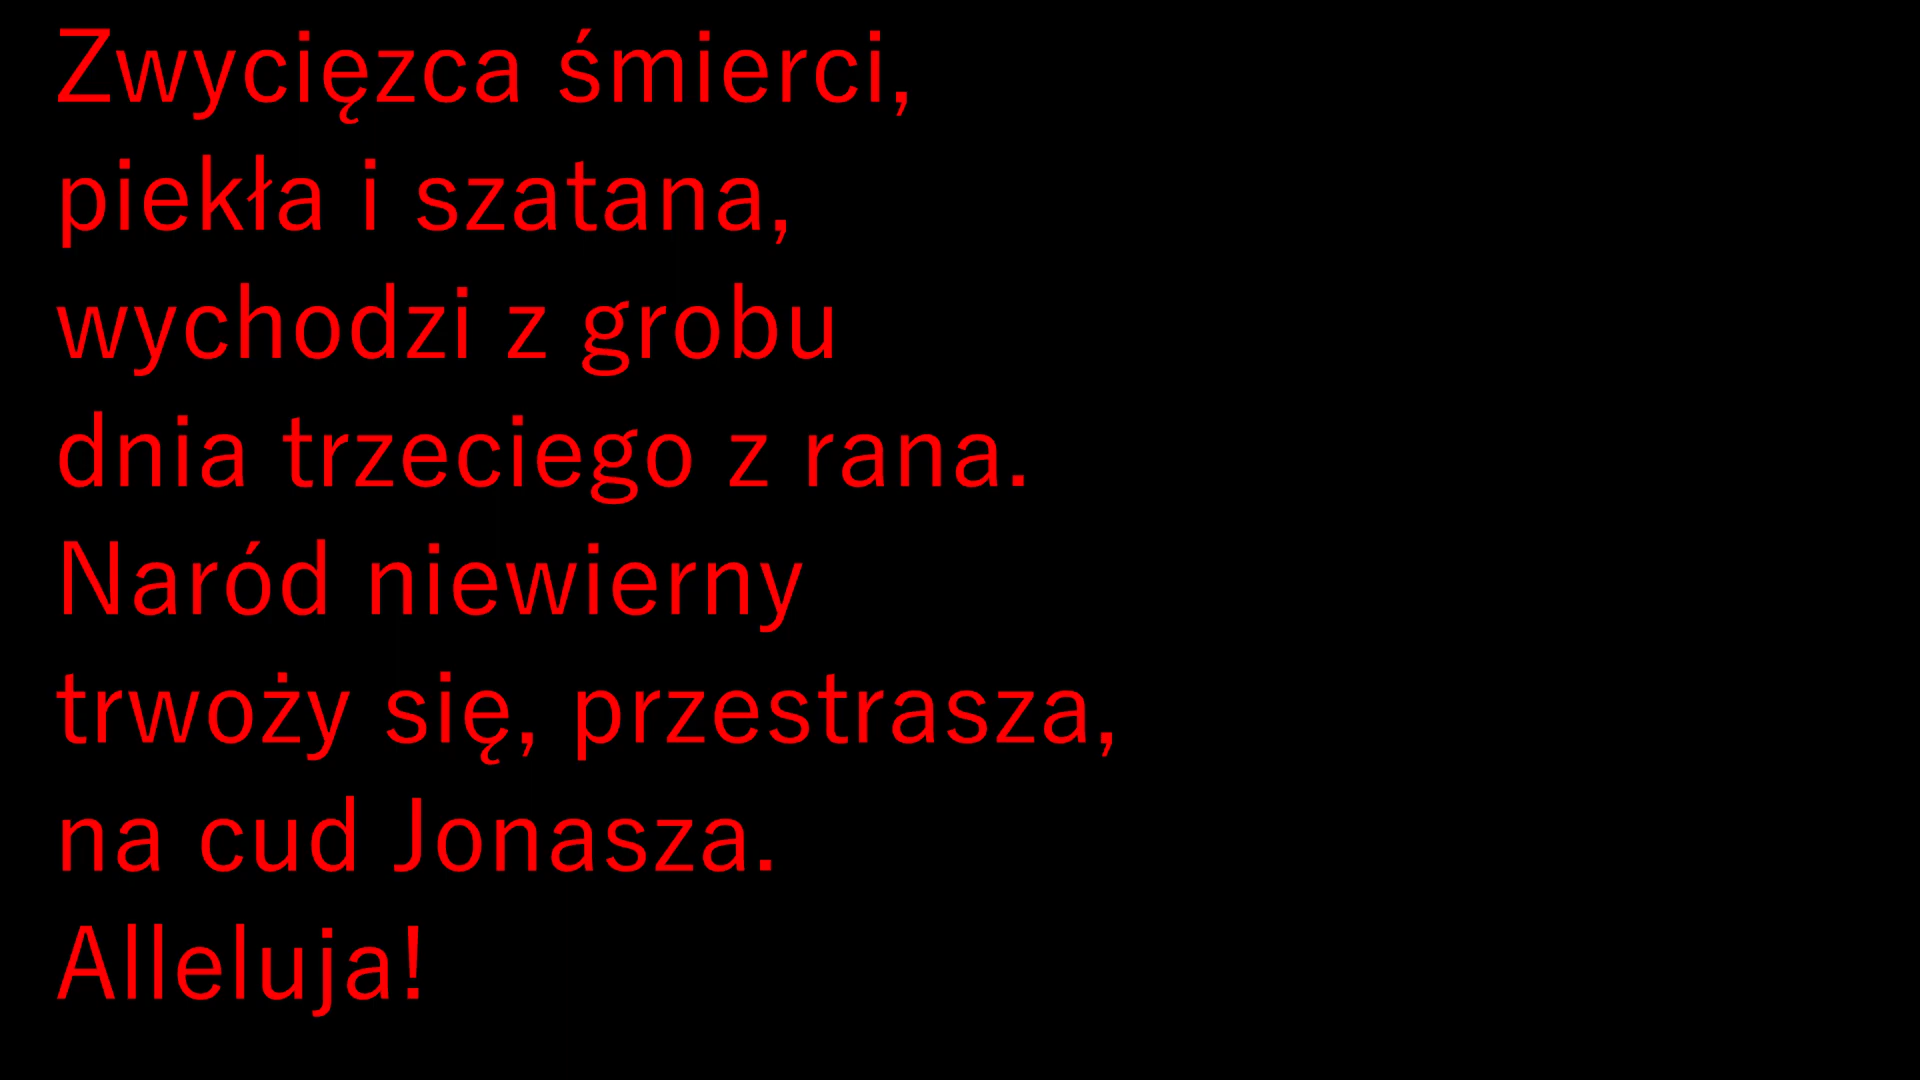 Zwycięzca śmierci,
piekła i szatana,
wychodzi z grobu
dnia trzeciego z rana.
Naród niewierny
trwoży się, przestrasza,
na cud Jonasza.
Alleluja!